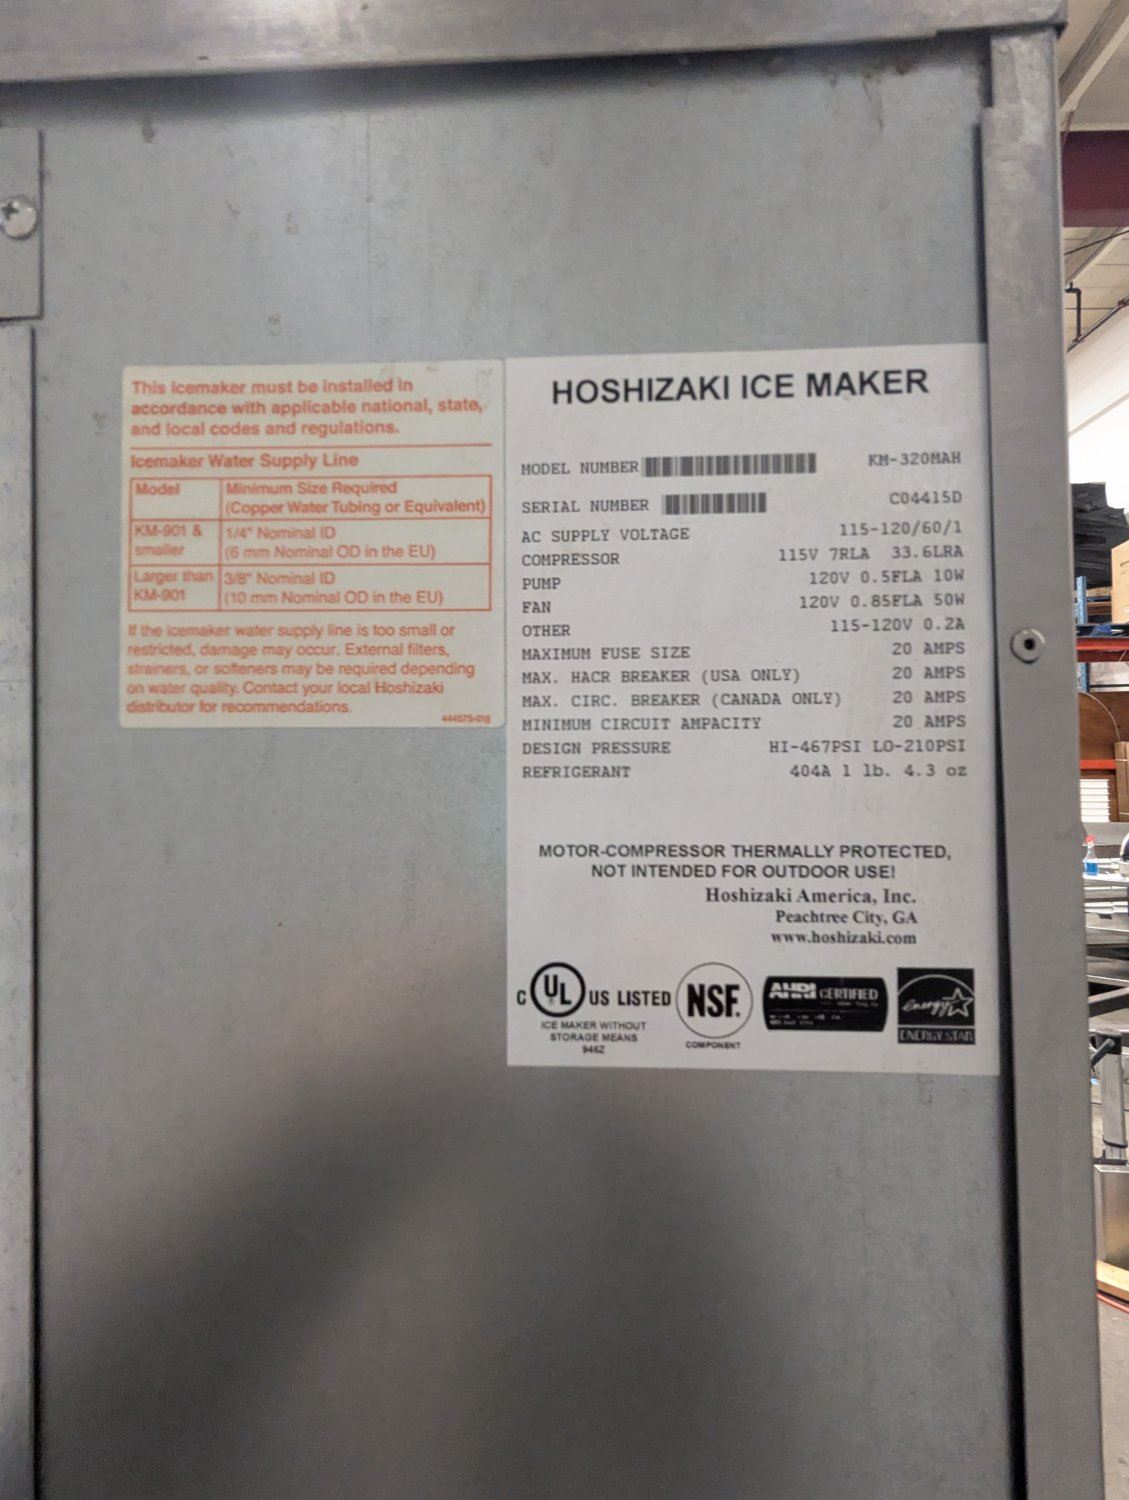 This icemaker must be installed in
accordance with applicable national, state,
and local codes and regulations.
Icemaker Water Supply Line
Model Minimum Size Required
(Copper Water Tubing or Equivalent)
KM-901 & smaller 1/4" Nominal ID
(6 mm Nominal OD in the EU)
Larger than KM-901 3/8" Nominal ID
(10 mm Nominal OD in the EU)
If the icemaker water supply line is too small or
restricted, damage may occur. External filters,
strainers, or softeners may be required depending
on water quality. Contact your local Hoshizaki
distributor for recommendations.
HOSHIZAKI ICE MAKER
MODEL NUMBER KM-320MAH
SERIAL NUMBER C04415D
AC SUPPLY VOLTAGE 115-120/60/1
COMPRESSOR 115V 7RLA 33.6LRA
PUMP 120V 0.5FLA 10W
FAN 120V 0.85FLA 50W
OTHER 115-120V 0.2A
MAXIMUM FUSE SIZE 20 AMPS
MAX. HACR BREAKER (USA ONLY) 20 AMPS
MAX. CIRC. BREAKER (CANADA ONLY) 20 AMPS
MINIMUM CIRCUIT AMPACITY 20 AMPS
DESIGN PRESSURE HI-467PSI LO-210PSI
REFRIGERANT 404A 1 lb. 4.3 oz
MOTOR-COMPRESSOR THERMALLY PROTECTED,
NOT INTENDED FOR OUTDOOR USE!
Hoshizaki America, Inc.
Peachtree City, GA
www.hoshizaki.com
C UL US LISTED
ICE MAKER WITHOUT
STORAGE MEANS
946Z
NSF.
COMPONENT
AHRI CERTIFIED
energy
ENERGY STAR